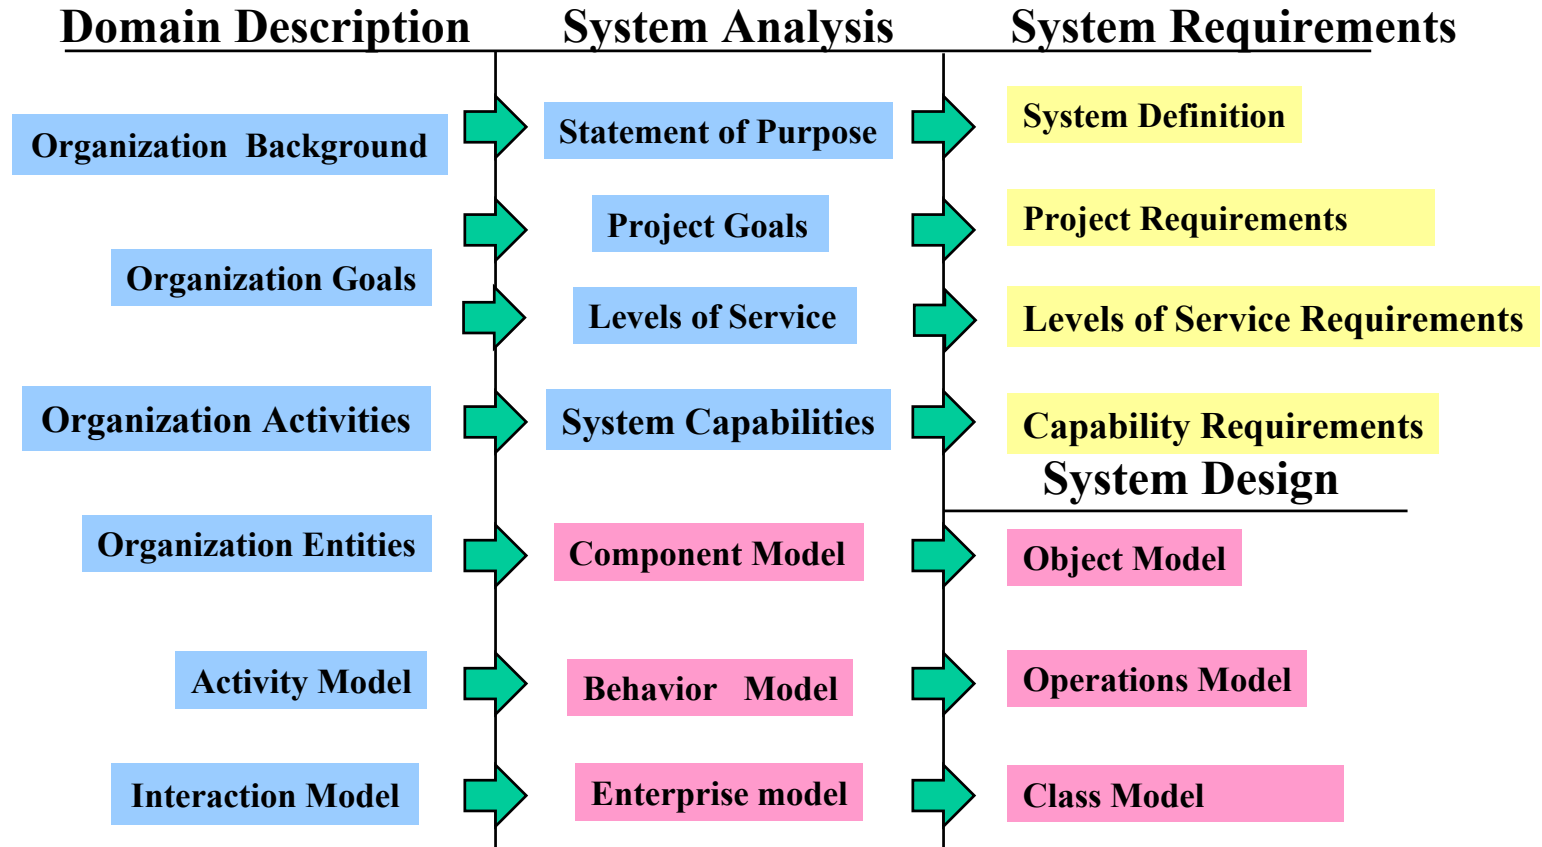 Domain Description System Analysis System Requirements
Organization Background Statement of Purpose System Definition
Project Goals Project Requirements
Organization Goals
Levels of Service Levels of Service Requirements
Organization Activities System Capabilities Capability Requirements
System Design
Organization Entities Component Model Object Model
Activity Model Behavior Model Operations Model
Interaction Model Enterprise model Class Model